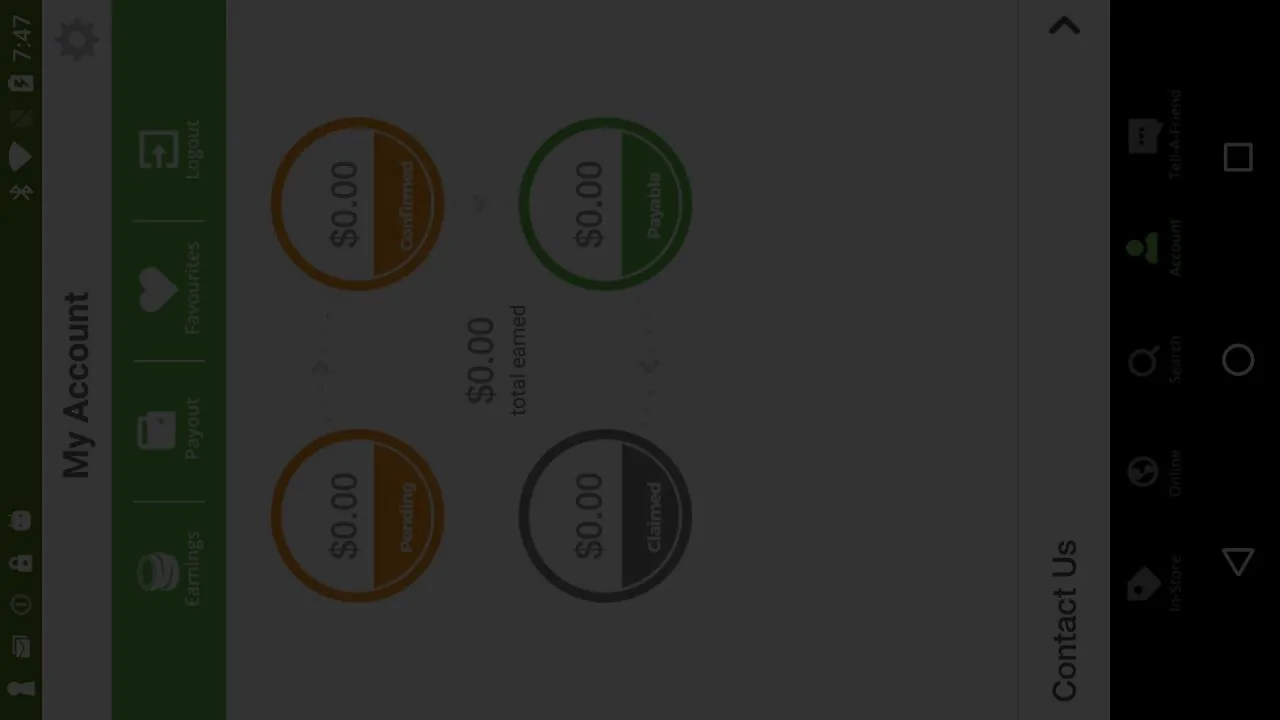 7:47
My Account
Earnings
Payout
Favourites
Logout
$0.00
Pending
$0.00
Confirmed
$0.00
total earned
$0.00
Claimed
$0.00
Payable
Contact Us
In-Store
Online
Search
Account
Tell-A-Friend